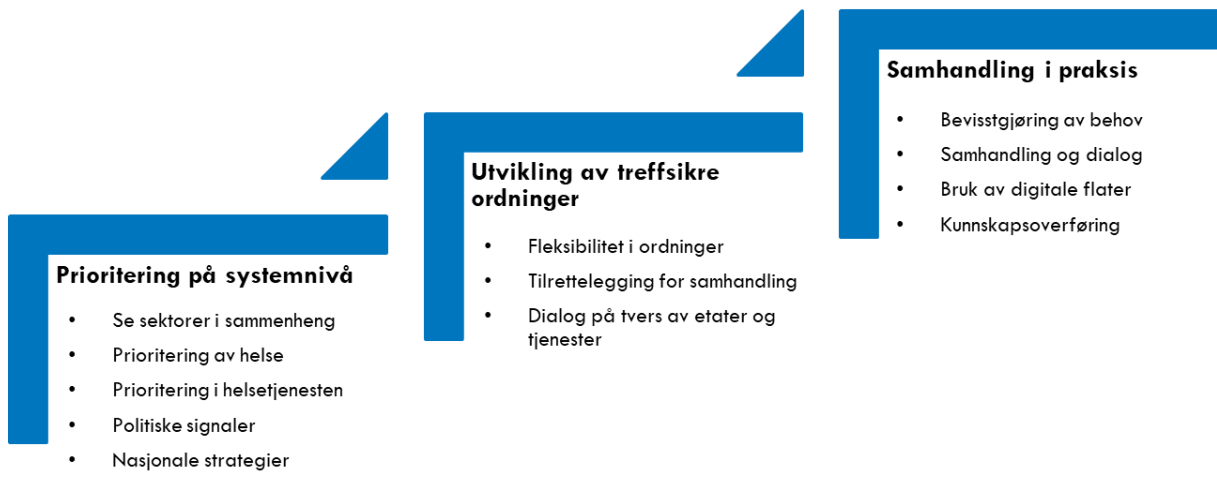 Prioritering på systemnivå
• Se sektorer i sammenheng
• Prioritering av helse
• Prioritering i helsetjenesten
• Politiske signaler
• Nasjonale strategier
Utvikling av treffsikre
ordninger
• Fleksibilitet i ordninger
• Tilrettelegging for samhandling
• Dialog på tvers av etater og
tjenester
Samhandling i praksis
• Bevisstgjøring av behov
• Samhandling og dialog
• Bruk av digitale flater
• Kunnskapsoverføring